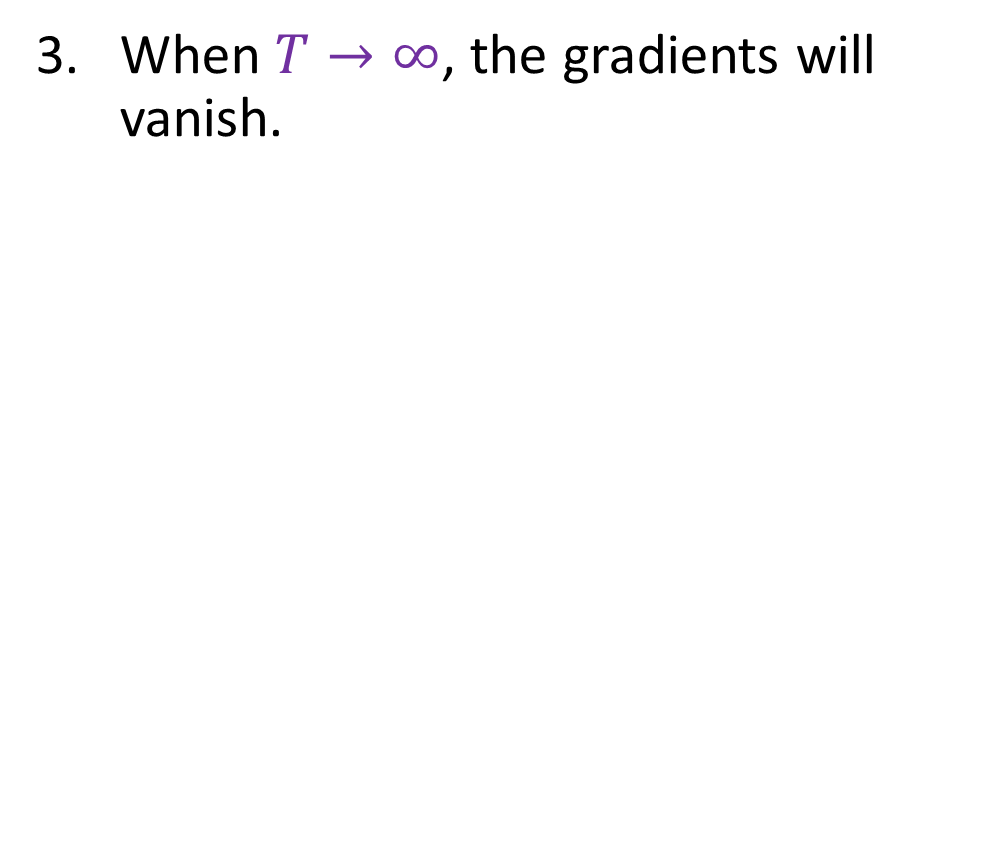 3. When T → ∞, the gradients will
vanish.